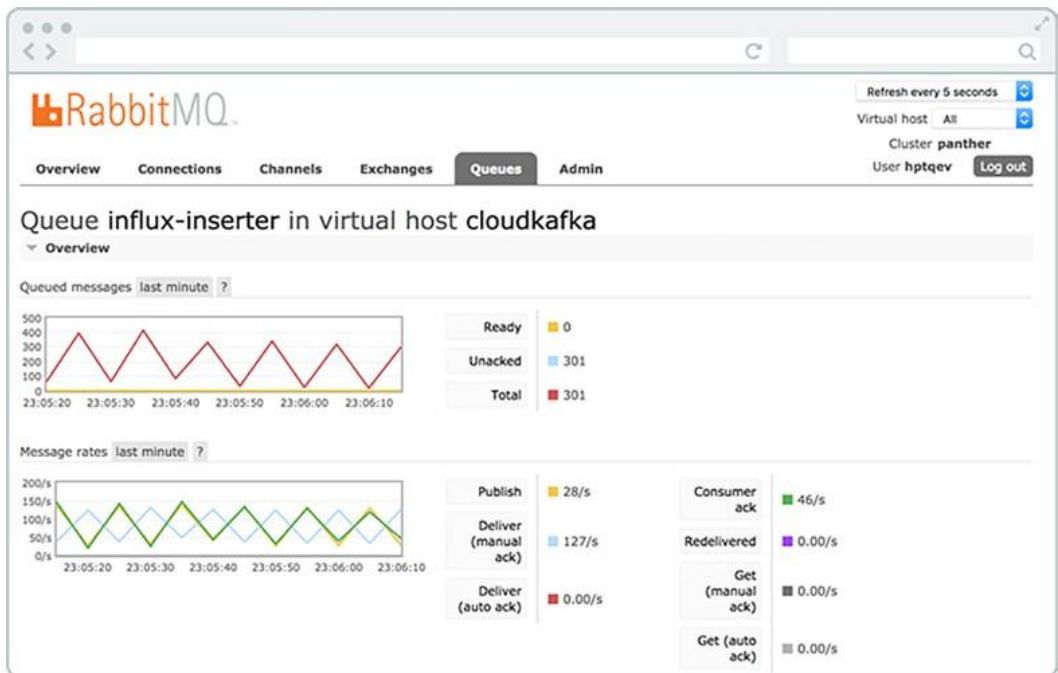 RabbitMQ
Refresh every 5 seconds
Virtual host All
Cluster panther
User hptqev Log out
Overview Connections Channels Exchanges Queues Admin
Queue influx-inserter in virtual host cloudkafka
Overview
Queued messages last minute ?
500
400
300
200
100
0
23:05:20 23:05:30 23:05:40 23:05:50 23:06:00 23:06:10
Ready 0
Unacked 301
Total 301
Message rates last minute ?
200/s
150/s
100/s
50/s
0/s
23:05:20 23:05:30 23:05:40 23:05:50 23:06:00 23:06:10
Publish 28/s
Deliver
(manual
ack)
127/s
Deliver
(auto ack)
0.00/s
Consumer
ack
46/s
Redelivered 0.00/s
Get
(manual
ack)
0.00/s
Get (auto
ack)
0.00/s